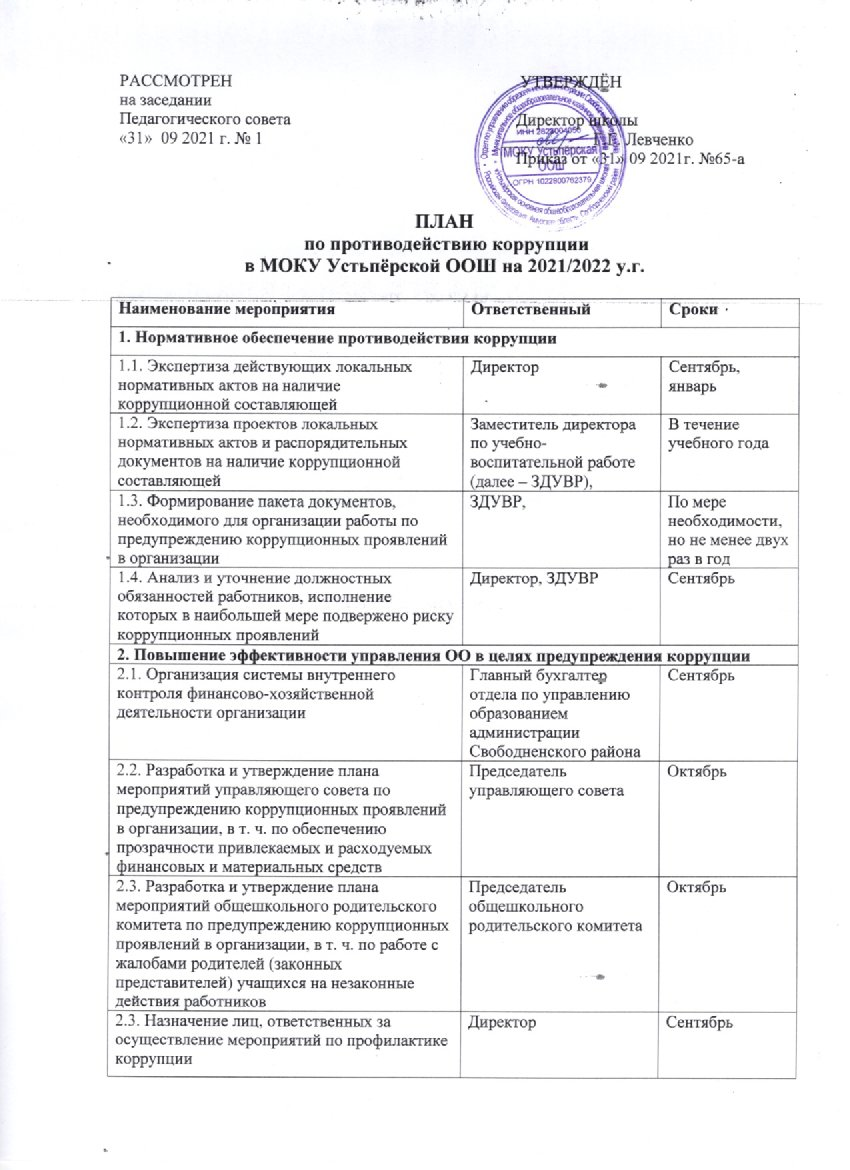 РАССМОТРЕН
на заседании
Педагогического совета
«31» 09 2021 г. № 1
УТВЕРЖДЁН
Директор школы
Левченко
Приказ от «31» 09 2021г. №65-а
ИНН 2828004096
МОКУ Устьпёрская
ООШ
ОГРН 1022800762379
ПЛАН
по противодействию коррупции
в МОКУ Устьпёрской ООШ на 2021/2022 у.г.
Наименование мероприятия Ответственный Сроки
1. Нормативное обеспечение противодействия коррупции
1.1. Экспертиза действующих локальных
нормативных актов на наличие
коррупционной составляющей
Директор
Сентябрь,
январь
1.2. Экспертиза проектов локальных
нормативных актов и распорядительных
документов на наличие коррупционной
составляющей
Заместитель директора
по учебно-
воспитательной работе
(далее – ЗДУВР),
В течение
учебного года
1.3. Формирование пакета документов,
необходимого для организации работы по
предупреждению коррупционных проявлений
в организации
ЗДУВР,
По мере
необходимости,
но не менее двух
раз в год
1.4. Анализ и уточнение должностных
обязанностей работников, исполнение
которых в наибольшей мере подвержено риску
коррупционных проявлений
Директор, ЗДУВР
Сентябрь
2. Повышение эффективности управления ОО в целях предупреждения коррупции
2.1. Организация системы внутреннего
контроля финансово-хозяйственной
деятельности организации
Главный бухгалтер
отдела по управлению
образованием
администрации
Свободненского района
Сентябрь
2.2. Разработка и утверждение плана
мероприятий управляющего совета по
предупреждению коррупционных проявлений
в организации, в т. ч. по обеспечению
прозрачности привлекаемых и расходуемых
финансовых и материальных средств
Председатель
управляющего совета
Октябрь
2.3. Разработка и утверждение плана
мероприятий общешкольного родительского
комитета по предупреждению коррупционных
проявлений в организации, в т. ч. по работе с
жалобами родителей (законных
представителей) учащихся на незаконные
действия работников
Председатель
общешкольного
родительского комитета
Октябрь
2.3. Назначение лиц, ответственных за
осуществление мероприятий по профилактике
коррупции
Директор
Сентябрь